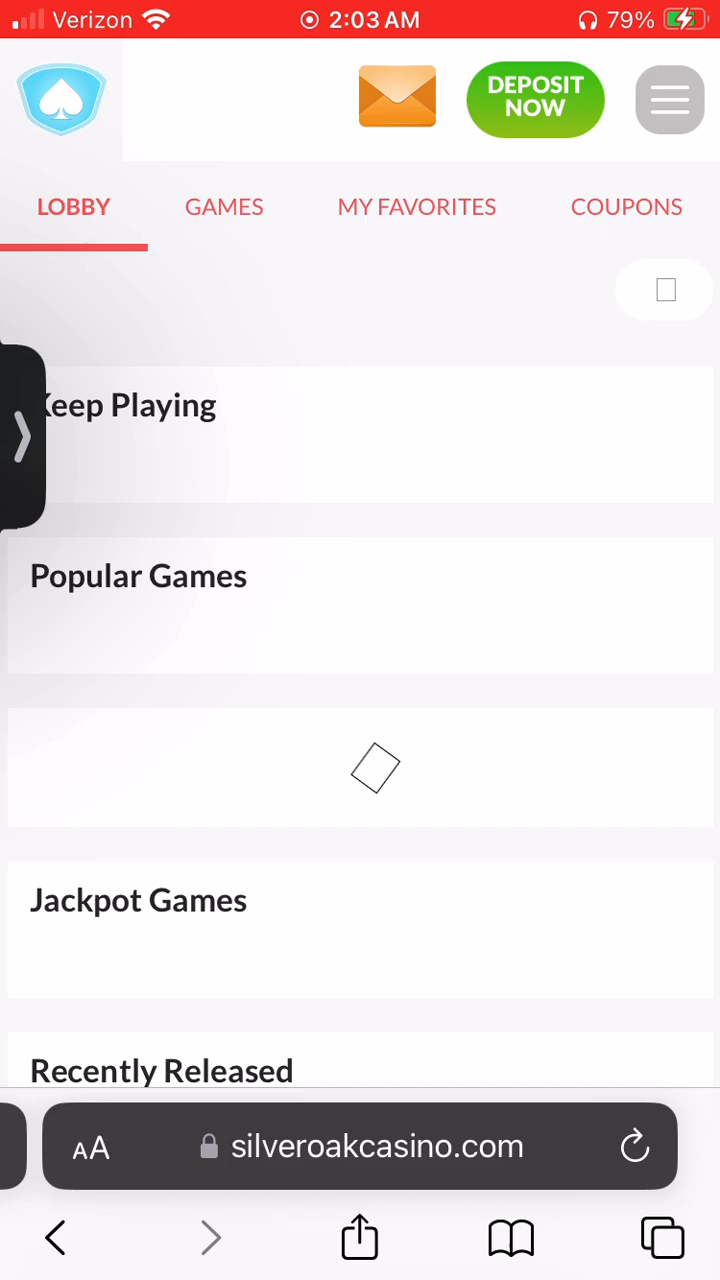 Verizon 2:03 AM 79%
DEPOSIT
NOW
LOBBY GAMES MY FAVORITES COUPONS
Keep Playing
Popular Games
Jackpot Games
Recently Released
AA silveroakcasino.com